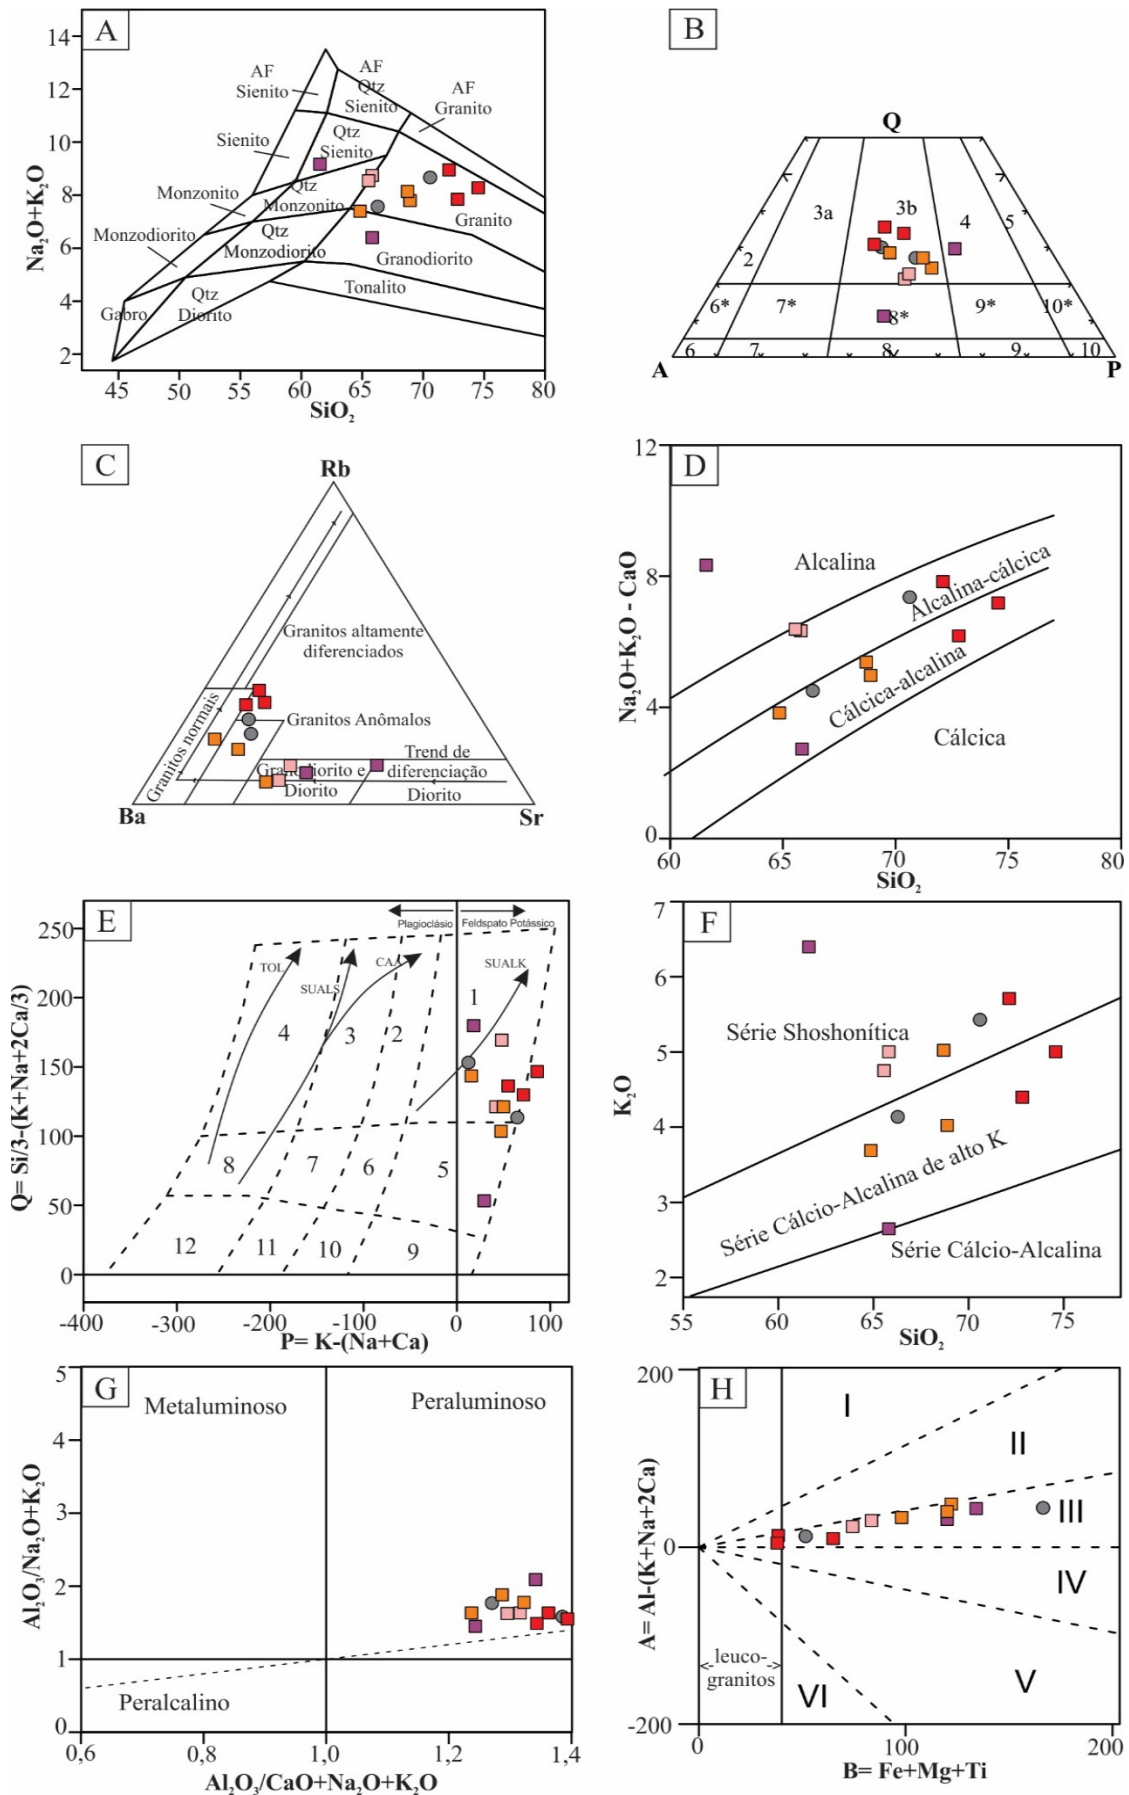 A
Na₂O+K₂O
14
12
10
8
6
4
2
AF
Sienito
AF
Qtz
Sienito
AF
Granito
Sienito
Qtz
Sienito
Monzonito
Qtz
Monzonito
Granito
Monzodiorito
Qtz
Monzodiorito
Granodiorito
Tonalito
Gabro
Qtz
Diorito
45 50 55 60 65 70 75 80
SiO₂
B
Q
3a 3b 4 5
2
6* 7* 8* 9* 10*
6 7 8 9 10
A P
C
Rb
Granitos altamente
diferenciados
Granitos normais
Granitos Anômalos
Granodiorito e
Diorito
Trend de
diferenciação
Diorito
Ba Sr
D
Na₂O+K₂O - CaO
12
8
4
0
Alcalina
Alcalina-cálcica
Cálcica-alcalina
Cálcica
60 65 70 75 80
SiO₂
E
Q= Si/3-(K+Na+2Ca/3)
250
200
150
100
50
0
Plagioclásio Feldspato Potássico
TOL
SUALS
CAA
SUALK
4 3 2 1
8 7 6 5
12 11 10 9
-400 -300 -200 -100 0 100
P= K-(Na+Ca)
F
K₂O
7
6
5
4
3
2
Série Shoshonítica
Série Cálcio-Alcalina de alto K
Série Cálcio-Alcalina
55 60 65 70 75
SiO₂
G
Al₂O₃/Na₂O+K₂O
5
4
3
2
1
0
Metaluminoso
Peraluminoso
Peralcalino
0,6 0,8 1,0 1,2 1,4
Al₂O₃/CaO+Na₂O+K₂O
H
A= Al-(K+Na+2Ca)
200
0
-200
I
II
III
IV
V
VI
leuco-
granitos
0 100 200
B= Fe+Mg+Ti